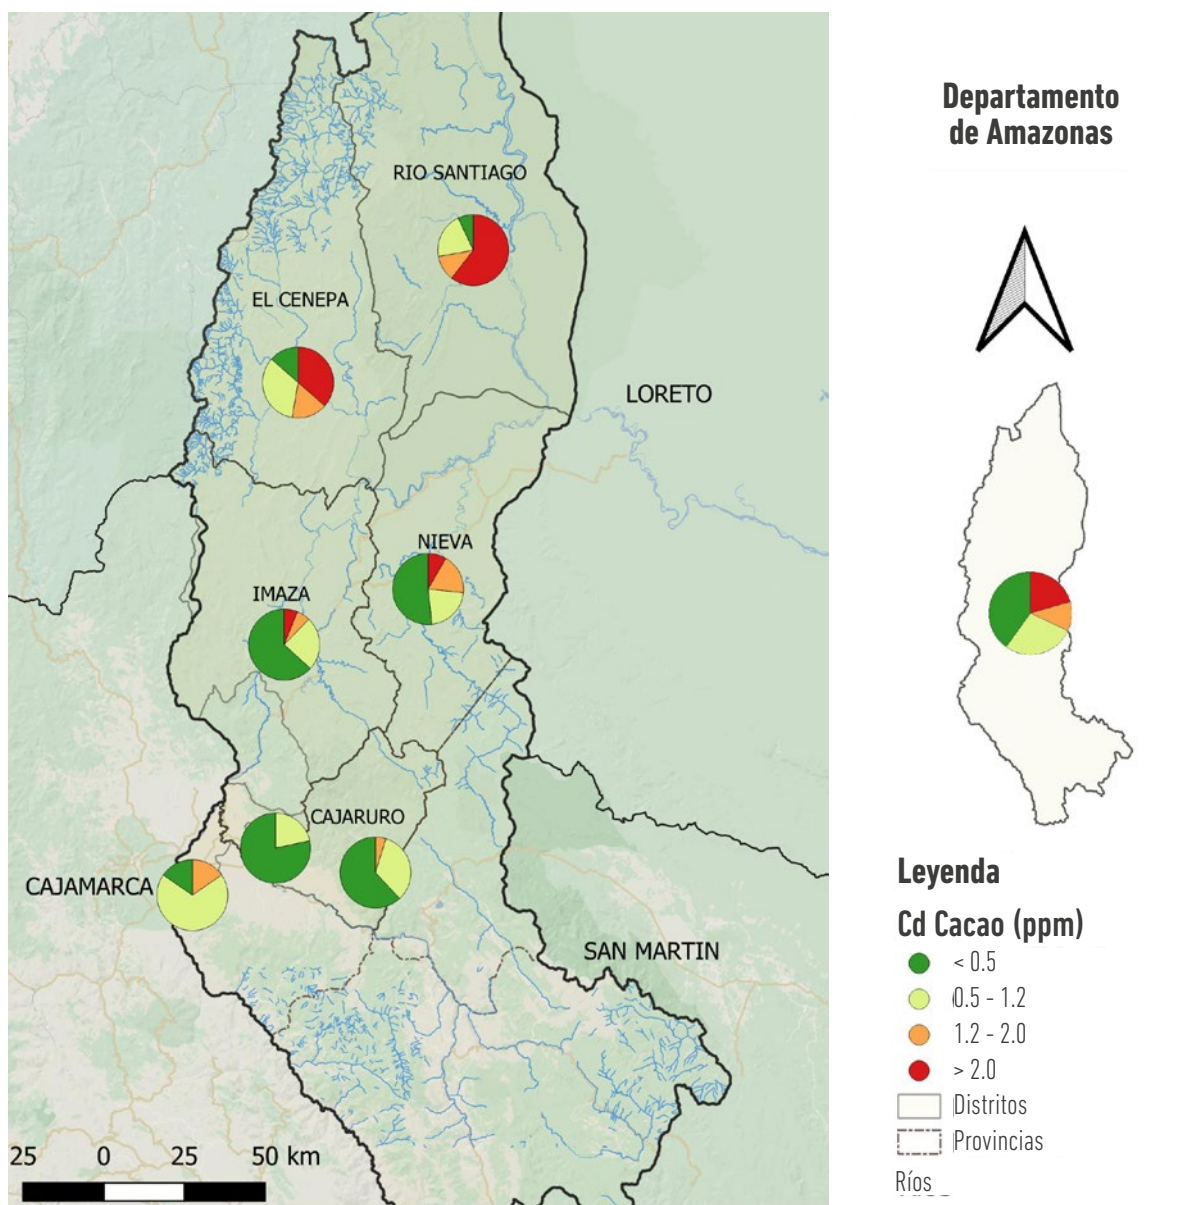 RIO SANTIAGO
EL CENEPA
LORETO
NIEVA
IMAZA
CAJARURO
CAJAMARCA
SAN MARTIN
25 0 25 50 km
Departamento
de Amazonas
Leyenda
Cd Cacao (ppm)
< 0.5
0.5 - 1.2
1.2 - 2.0
> 2.0
Distritos
Provincias
Ríos